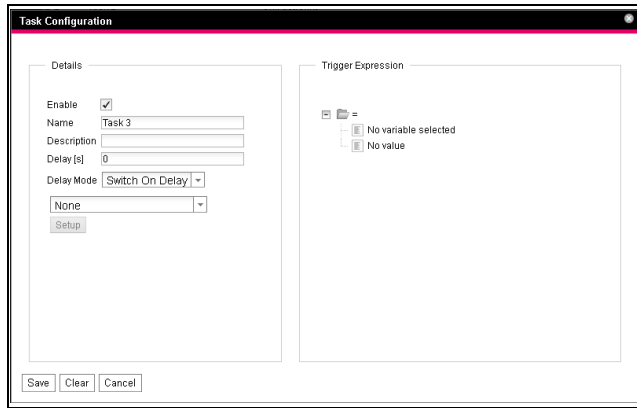 Task Configuration
Details
Enable
Name Task 3
Description
Delay [s] 0
Delay Mode Switch On Delay
None
Setup
Trigger Expression
=
No variable selected
No value
Save Clear Cancel